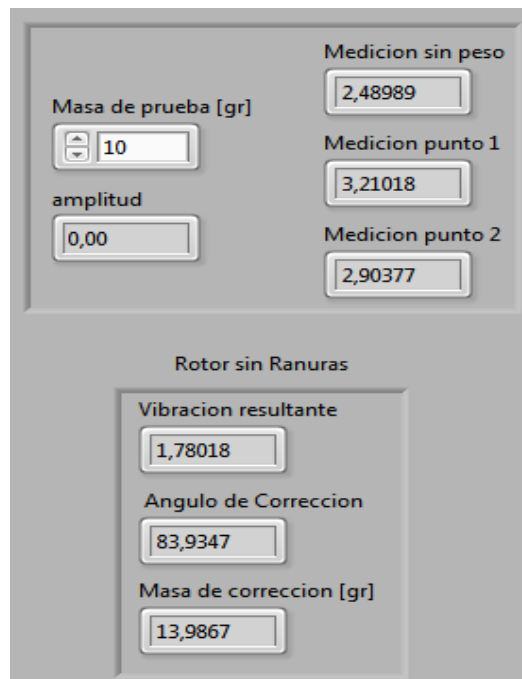 Masa de prueba [gr]
10
amplitud
0,00
Medicion sin peso
2,48989
Medicion punto 1
3,21018
Medicion punto 2
2,90377
Rotor sin Ranuras
Vibracion resultante
1,78018
Angulo de Correccion
83,9347
Masa de correccion [gr]
13,9867